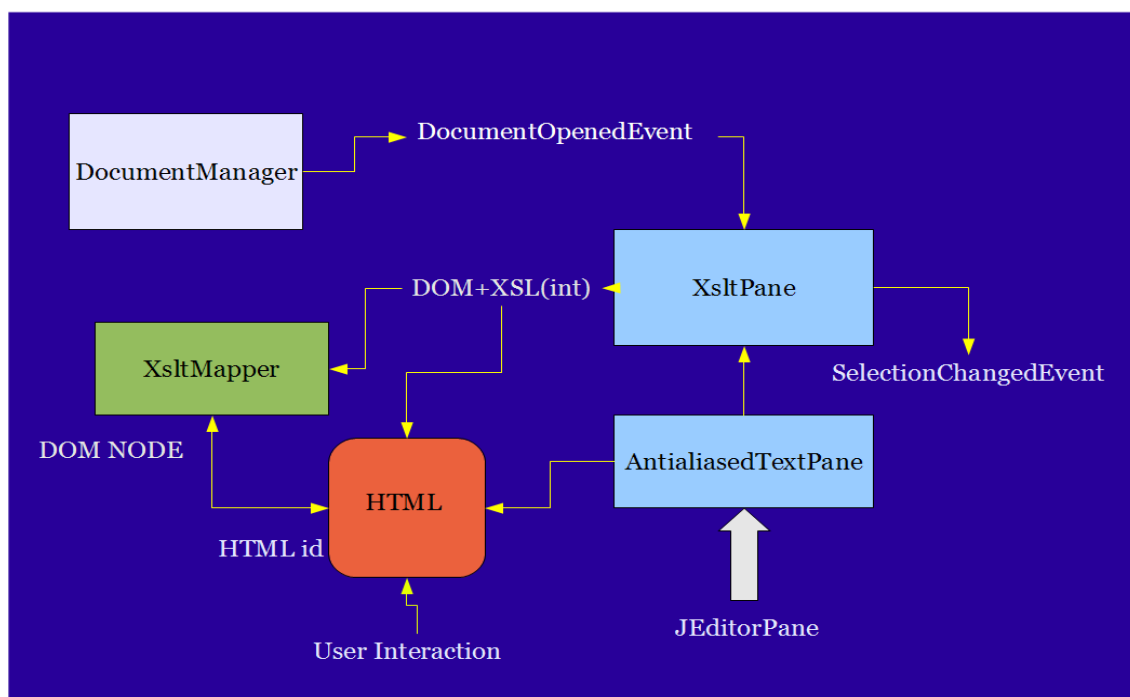 DocumentOpenedEvent
DocumentManager
DOM+XSL(int)
XsltPane
XsltMapper
SelectionChangedEvent
DOM NODE
AntialiasedTextPane
HTML
HTML id
JEditorPane
User Interaction